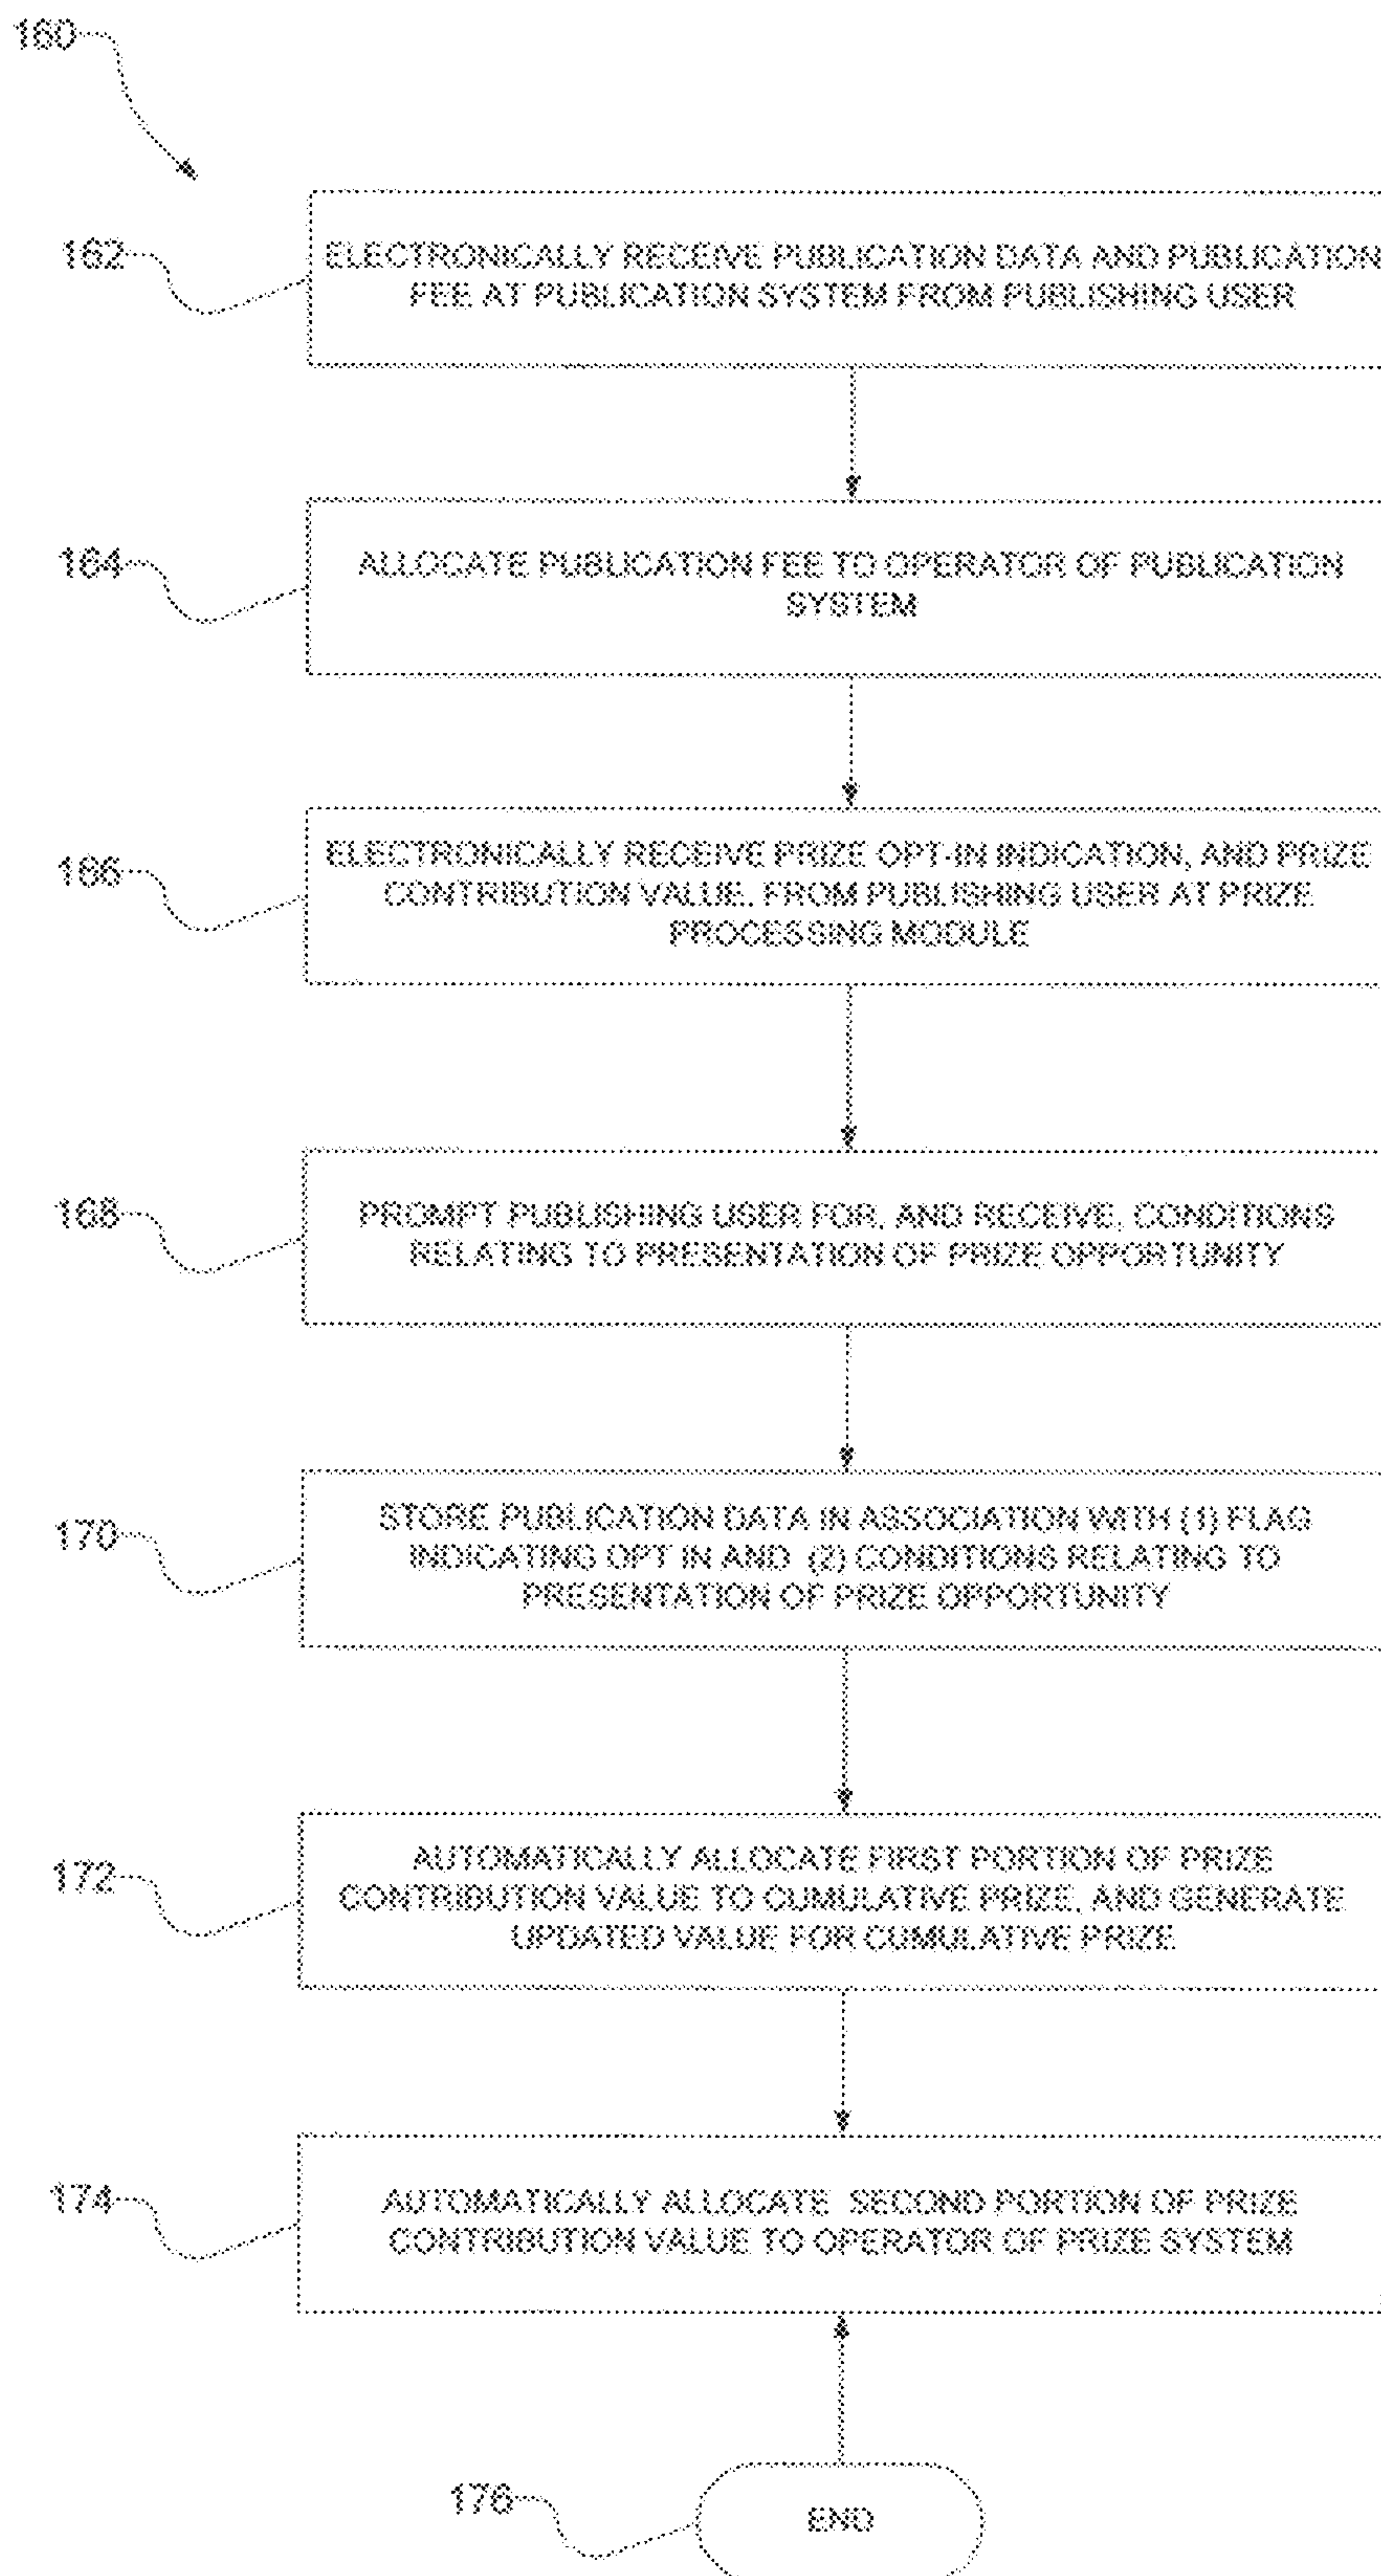 160
162
ELECTRONICALLY RECEIVE PUBLICATION DATA AND PUBLICATION
FEE AT PUBLICATION SYSTEM FROM PUBLISHING USER
164
ALLOCATE PUBLICATION FEE TO OPERATOR OF PUBLICATION
SYSTEM
166
ELECTRONICALLY RECEIVE PRIZE OPT-IN INDICATION, AND PRIZE
CONTRIBUTION VALUE, FROM PUBLISHING USER AT PRIZE
PROCESSING MODULE
168
PROMPT PUBLISHING USER FOR, AND RECEIVE, CONDITIONS
RELATING TO PRESENTATION OF PRIZE OPPORTUNITY
170
STORE PUBLICATION DATA IN ASSOCIATION WITH (1) FLAG
INDICATING OPT IN AND (2) CONDITIONS RELATING TO
PRESENTATION OF PRIZE OPPORTUNITY
172
AUTOMATICALLY ALLOCATE FIRST PORTION OF PRIZE
CONTRIBUTION VALUE TO CUMULATIVE PRIZE, AND GENERATE
UPDATED VALUE FOR CUMULATIVE PRIZE
174
AUTOMATICALLY ALLOCATE SECOND PORTION OF PRIZE
CONTRIBUTION VALUE TO OPERATOR OF PRIZE SYSTEM
176
END